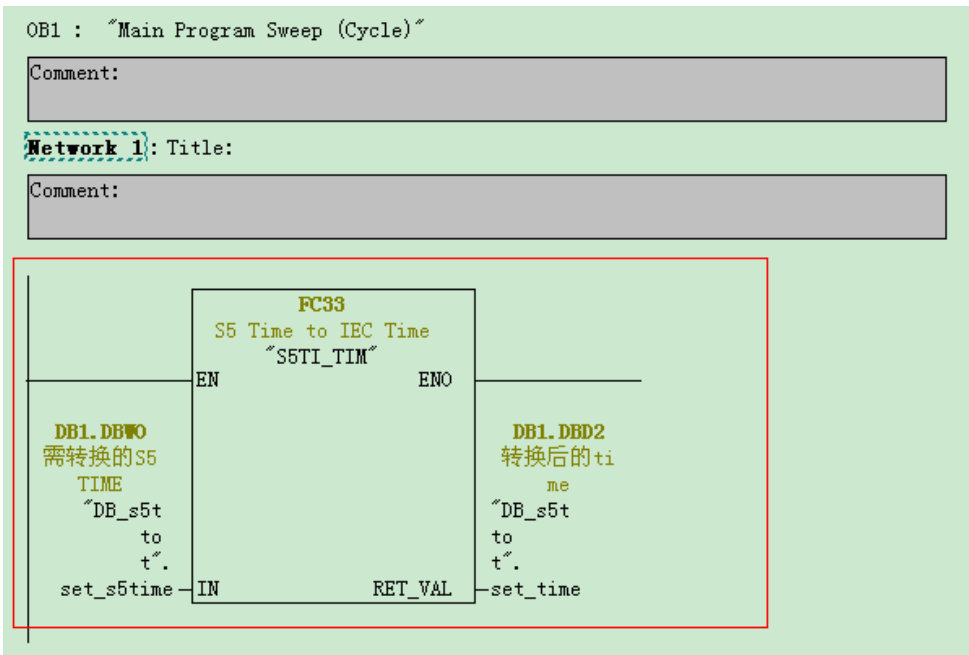 OB1 : "Main Program Sweep (Cycle)"
Comment:
Network 1: Title:
Comment:
FC33
S5 Time to IEC Time
"S5TI_TIM"
EN ENO
DB1.DBW0
需转换的S5
TIME
"DB_s5t
to
t".
set_s5time IN
DB1.DBD2
转换后的ti
me
"DB_s5t
to
t".
RET_VAL set_time